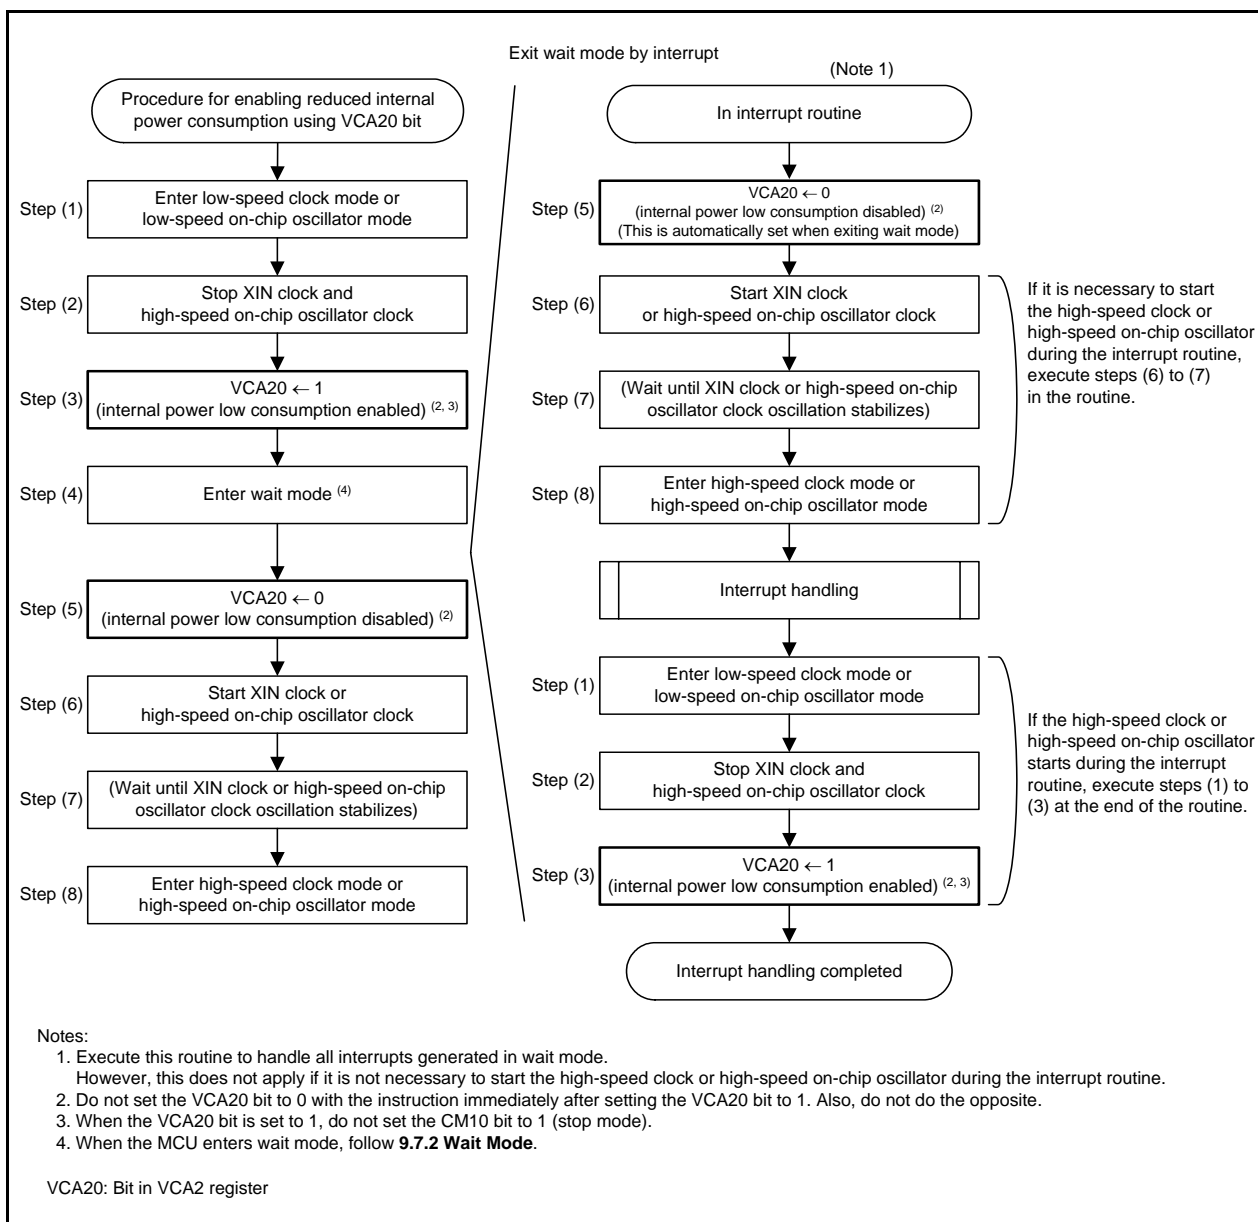 Exit wait mode by interrupt
Procedure for enabling reduced internal
power consumption using VCA20 bit
Step (1)
Enter low-speed clock mode or
low-speed on-chip oscillator mode
Step (2)
Stop XIN clock and
high-speed on-chip oscillator clock
Step (3)
VCA20 ← 1
(internal power low consumption enabled) (2, 3)
Step (4)
Enter wait mode (4)
Step (5)
VCA20 ← 0
(internal power low consumption disabled) (2)
Step (6)
Start XIN clock or
high-speed on-chip oscillator clock
Step (7)
(Wait until XIN clock or high-speed on-chip
oscillator clock oscillation stabilizes)
Step (8)
Enter high-speed clock mode or
high-speed on-chip oscillator mode
(Note 1)
In interrupt routine
Step (5)
VCA20 ← 0
(internal power low consumption disabled) (2)
(This is automatically set when exiting wait mode)
Step (6)
Start XIN clock
or high-speed on-chip oscillator clock
Step (7)
(Wait until XIN clock or high-speed on-chip
oscillator clock oscillation stabilizes)
Step (8)
Enter high-speed clock mode or
high-speed on-chip oscillator mode
If it is necessary to start
the high-speed clock or
high-speed on-chip oscillator
during the interrupt routine,
execute steps (6) to (7)
in the routine.
Interrupt handling
Step (1)
Enter low-speed clock mode or
low-speed on-chip oscillator mode
Step (2)
Stop XIN clock and
high-speed on-chip oscillator clock
Step (3)
VCA20 ← 1
(internal power low consumption enabled) (2, 3)
If the high-speed clock or
high-speed on-chip oscillator
starts during the interrupt
routine, execute steps (1) to
(3) at the end of the routine.
Interrupt handling completed
Notes:
1. Execute this routine to handle all interrupts generated in wait mode.
However, this does not apply if it is not necessary to start the high-speed clock or high-speed on-chip oscillator during the interrupt routine.
2. Do not set the VCA20 bit to 0 with the instruction immediately after setting the VCA20 bit to 1. Also, do not do the opposite.
3. When the VCA20 bit is set to 1, do not set the CM10 bit to 1 (stop mode).
4. When the MCU enters wait mode, follow 9.7.2 Wait Mode.
VCA20: Bit in VCA2 register